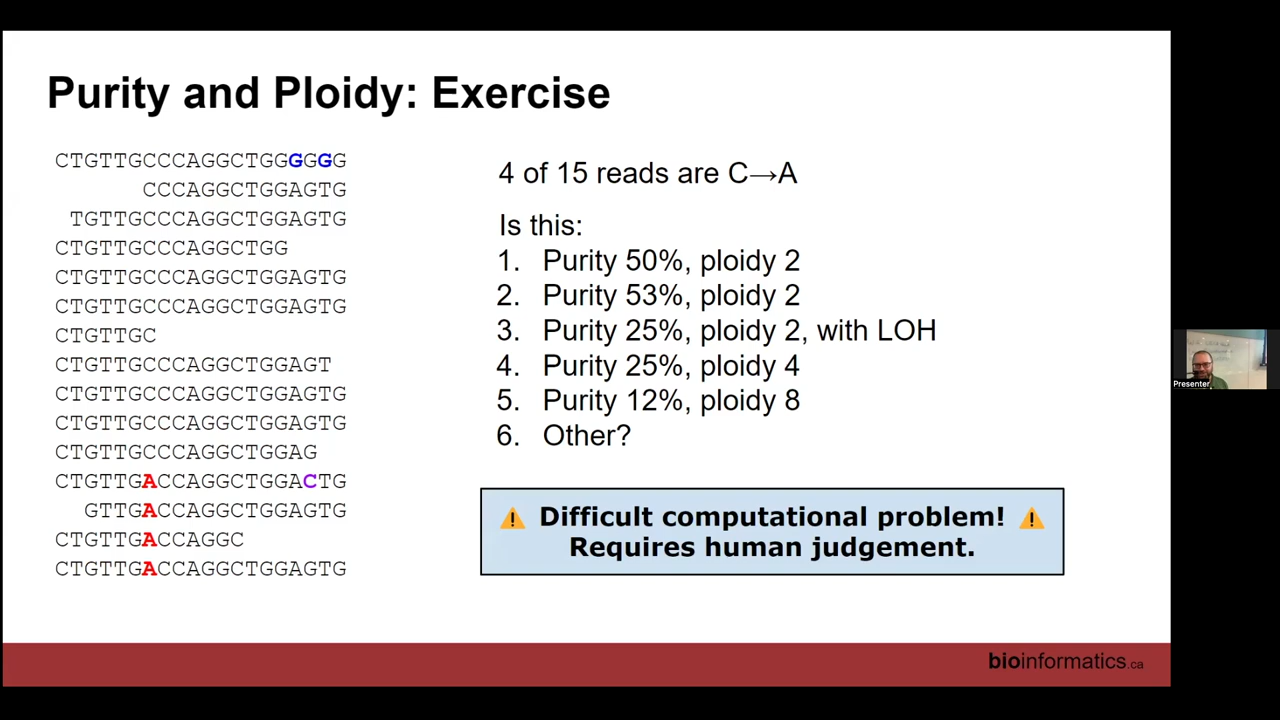 Purity and Ploidy: Exercise
CTGTTGCCCAGGCTGGGGGG
CCCAGGCTGGAGTG
TGTTGCCCAGGCTGGAGTG
CTGTTGCCCAGGCTGG
CTGTTGCCCAGGCTGGAGTG
CTGTTGCCCAGGCTGGAGTG
CTGTTGC
CTGTTGCCCAGGCTGGAGT
CTGTTGCCCAGGCTGGAGTG
CTGTTGCCCAGGCTGGAGTG
CTGTTGCCCAGGCTGGAG
CTGTTGACCAGGCTGGACTG
GTTGACCAGGCTGGAGTG
CTGTTGACCAGGC
CTGTTGACCAGGCTGGAGTG
4 of 15 reads are C→A
Is this:
1. Purity 50%, ploidy 2
2. Purity 53%, ploidy 2
3. Purity 25%, ploidy 2, with LOH
4. Purity 25%, ploidy 4
5. Purity 12%, ploidy 8
6. Other?
⚠ Difficult computational problem! ⚠
Requires human judgement.
bioinformatics.ca
Presenter